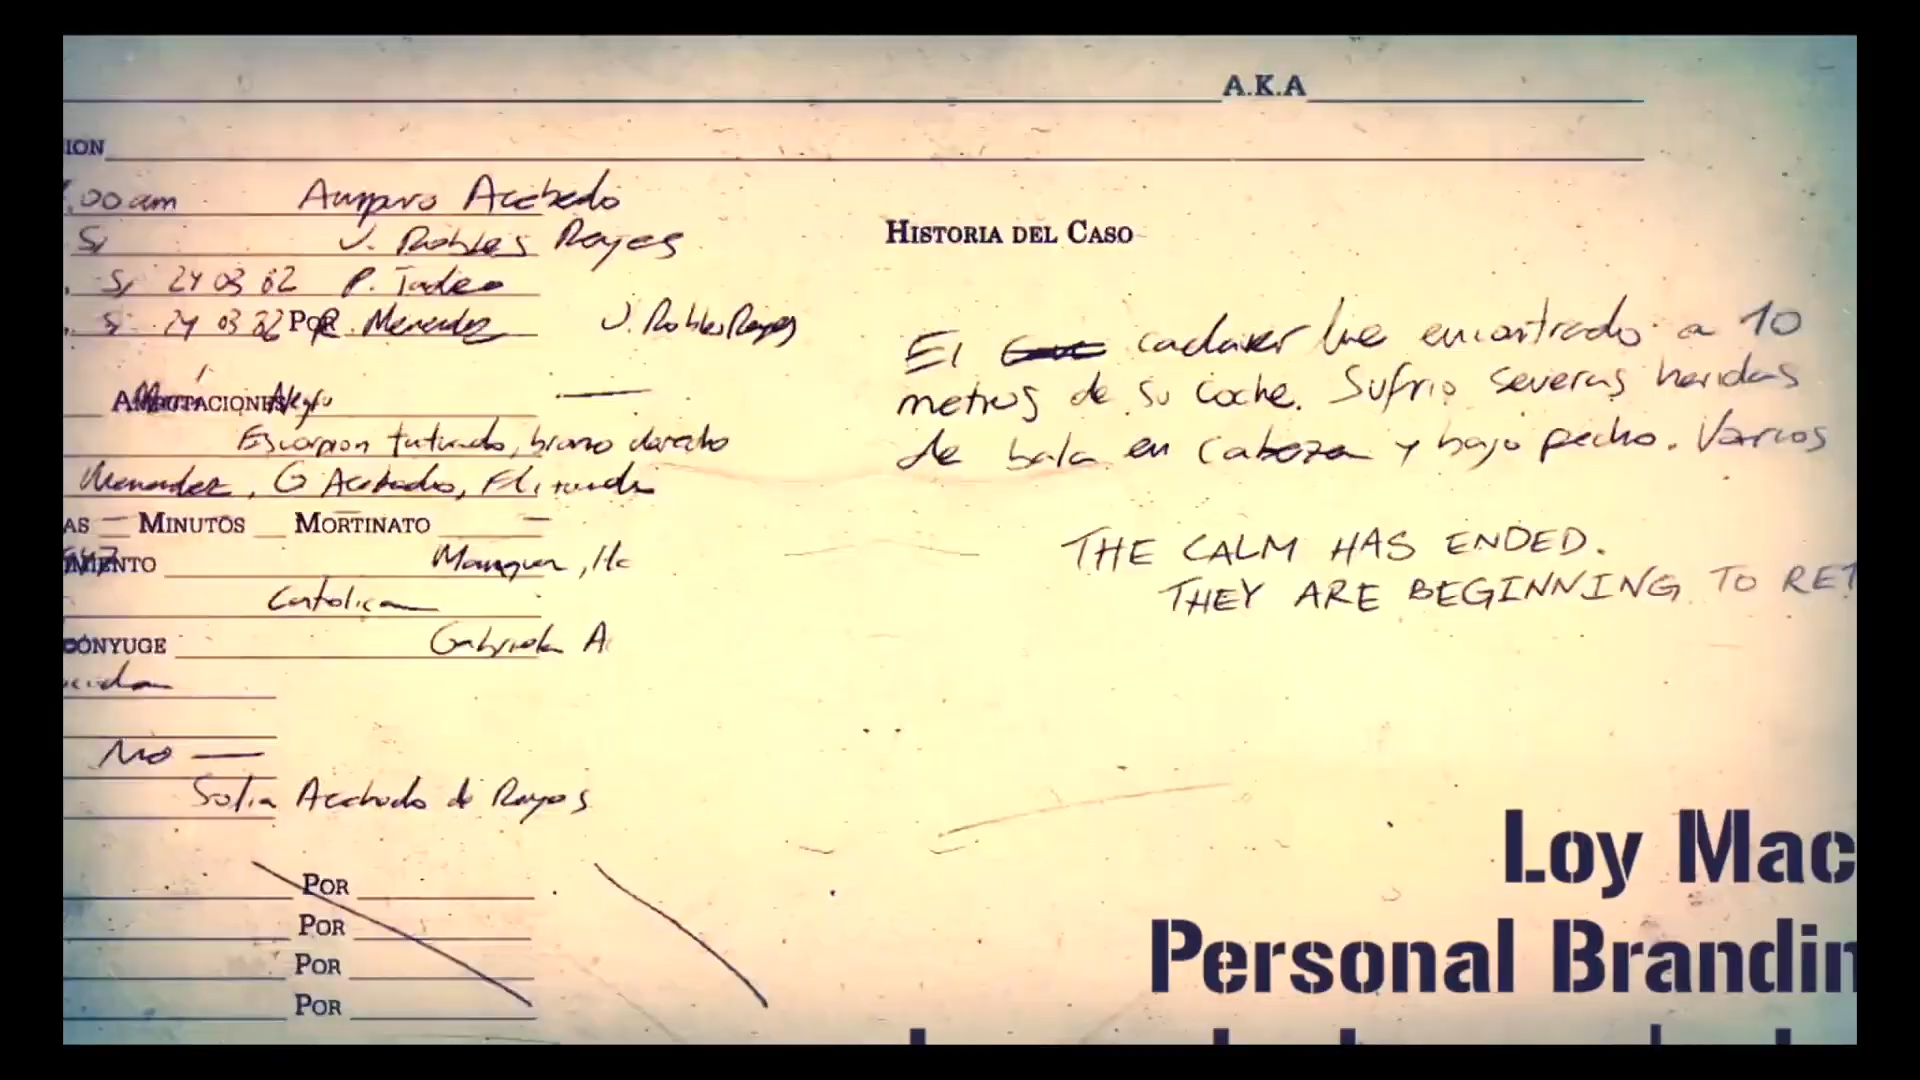 A.K.A
ION
.00 am Amparo Acebedo
Si J. Robles Reyes
Si 24 03 82 P. Tadeo
Si 24 03 82 POR R. Menendez J. Robles Reyes
HISTORIA DEL CASO
El cadaver fue encontrado a 10
metros de su coche. Sufrio severas heridas
de bala en cabeza y bajo pecho. Varios
AMPUTACIONES Negro
Escorpion tatuado, brazo derecho
Menendez, G Acebedo,
AS MINUTOS MORTINATO
THE CALM HAS ENDED.
THEY ARE BEGINNING TO RET
MIENTO
Catolica
CONYUGE Gabriela A
No
Sofia Acebedo de Reyes
POR
POR
POR
POR
Loy Mac
Personal Brandin